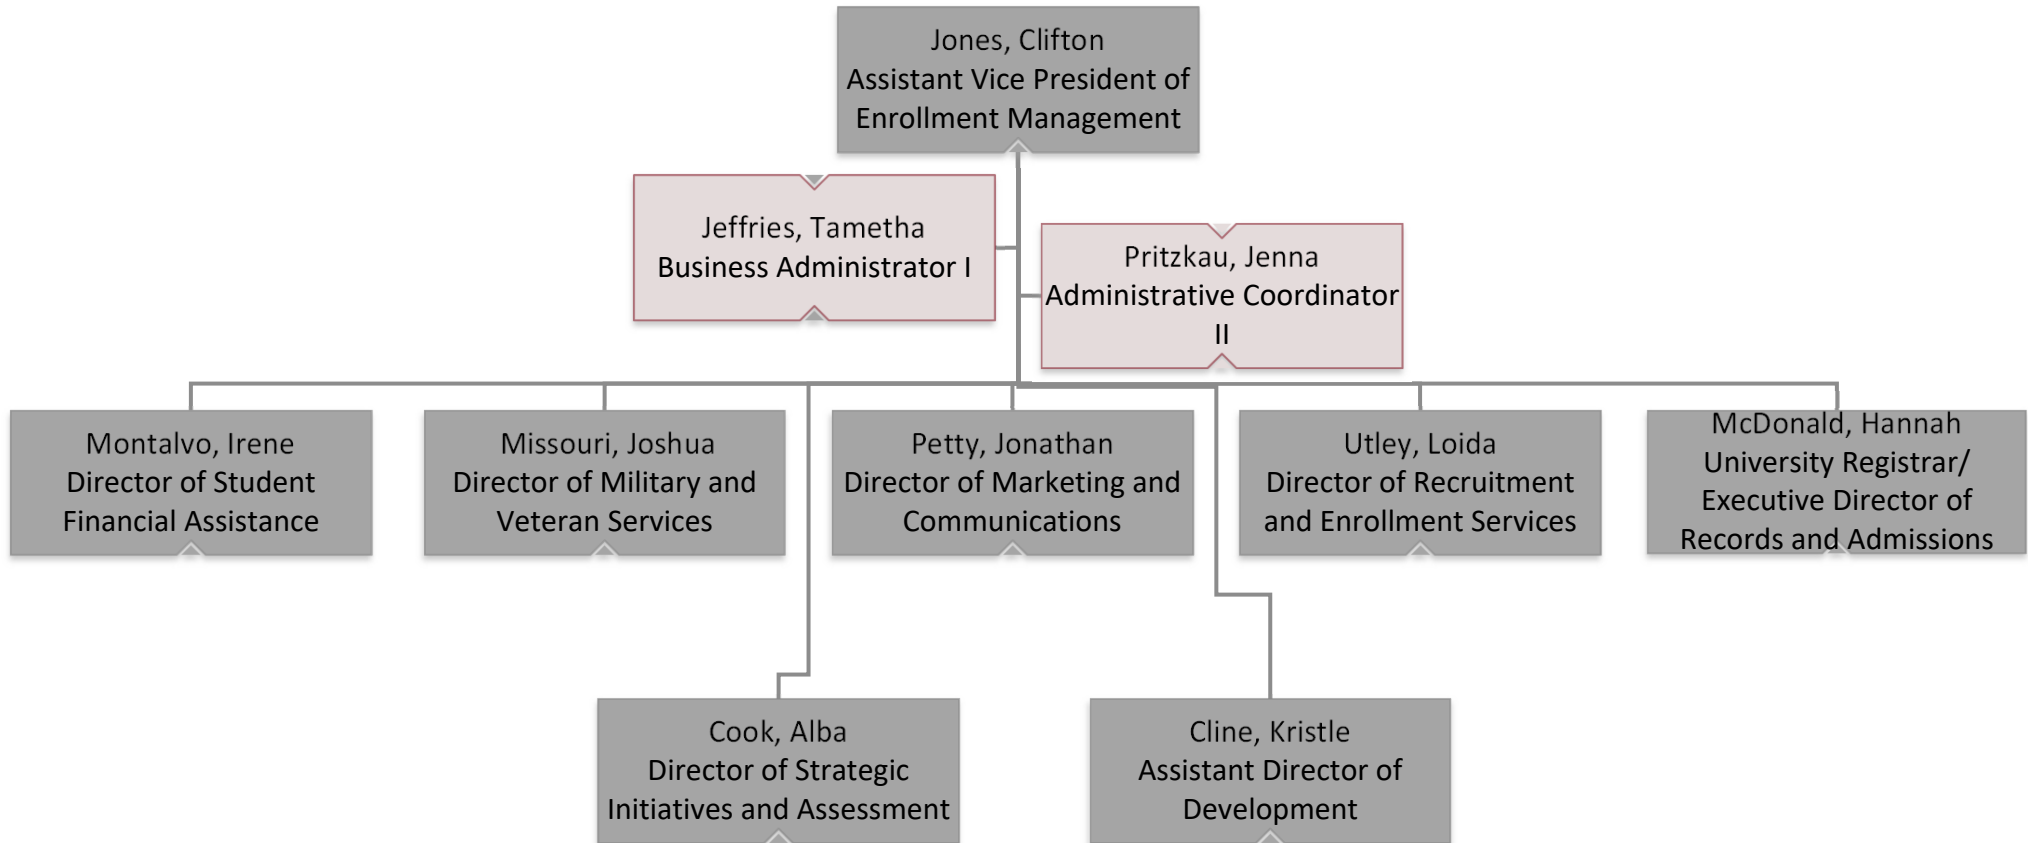 Jones, Clifton
Assistant Vice President of
Enrollment Management
Jeffries, Tametha
Business Administrator I
Pritzkau, Jenna
Administrative Coordinator
II
Montalvo, Irene
Director of Student
Financial Assistance
Missouri, Joshua
Director of Military and
Veteran Services
Petty, Jonathan
Director of Marketing and
Communications
Utley, Loida
Director of Recruitment
and Enrollment Services
McDonald, Hannah
University Registrar/
Executive Director of
Records and Admissions
Cook, Alba
Director of Strategic
Initiatives and Assessment
Cline, Kristle
Assistant Director of
Development